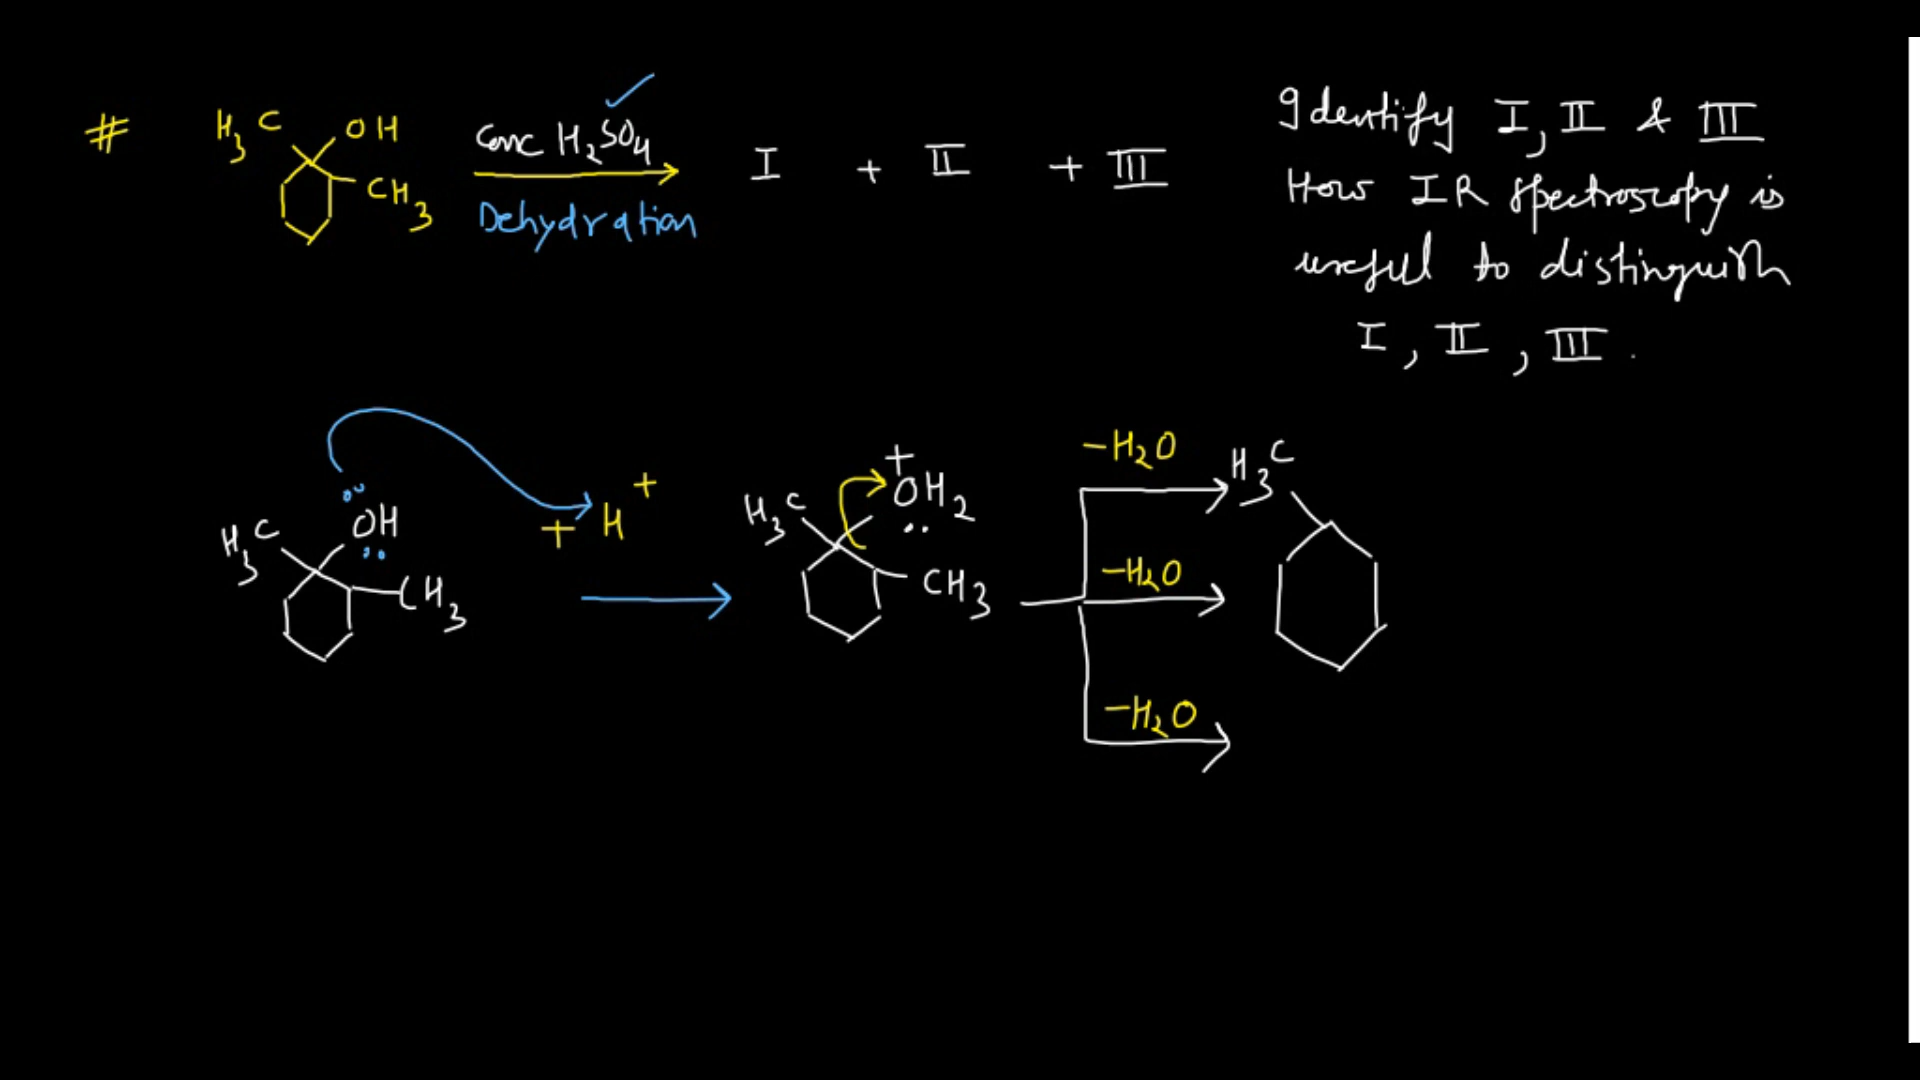 # H3C OH CH3 Conc H2SO4 Dehydration I + II + III
Identify I, II & III
How IR spectroscopy is
useful to distinguish
I, II, III.
H3C OH CH3 + H+
H3C +OH2 CH3
-H2O H3C
-H2O
-H2O